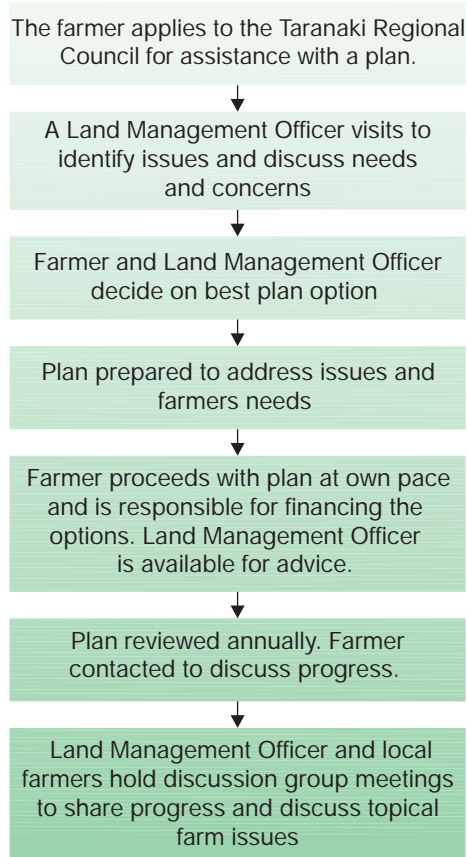 The farmer applies to the Taranaki Regional
Council for assistance with a plan.
A Land Management Officer visits to
identify issues and discuss needs
and concerns
Farmer and Land Management Officer
decide on best plan option
Plan prepared to address issues and
farmers needs
Farmer proceeds with plan at own pace
and is responsible for financing the
options. Land Management Officer
is available for advice.
Plan reviewed annually. Farmer
contacted to discuss progress.
Land Management Officer and local
farmers hold discussion group meetings
to share progress and discuss topical
farm issues